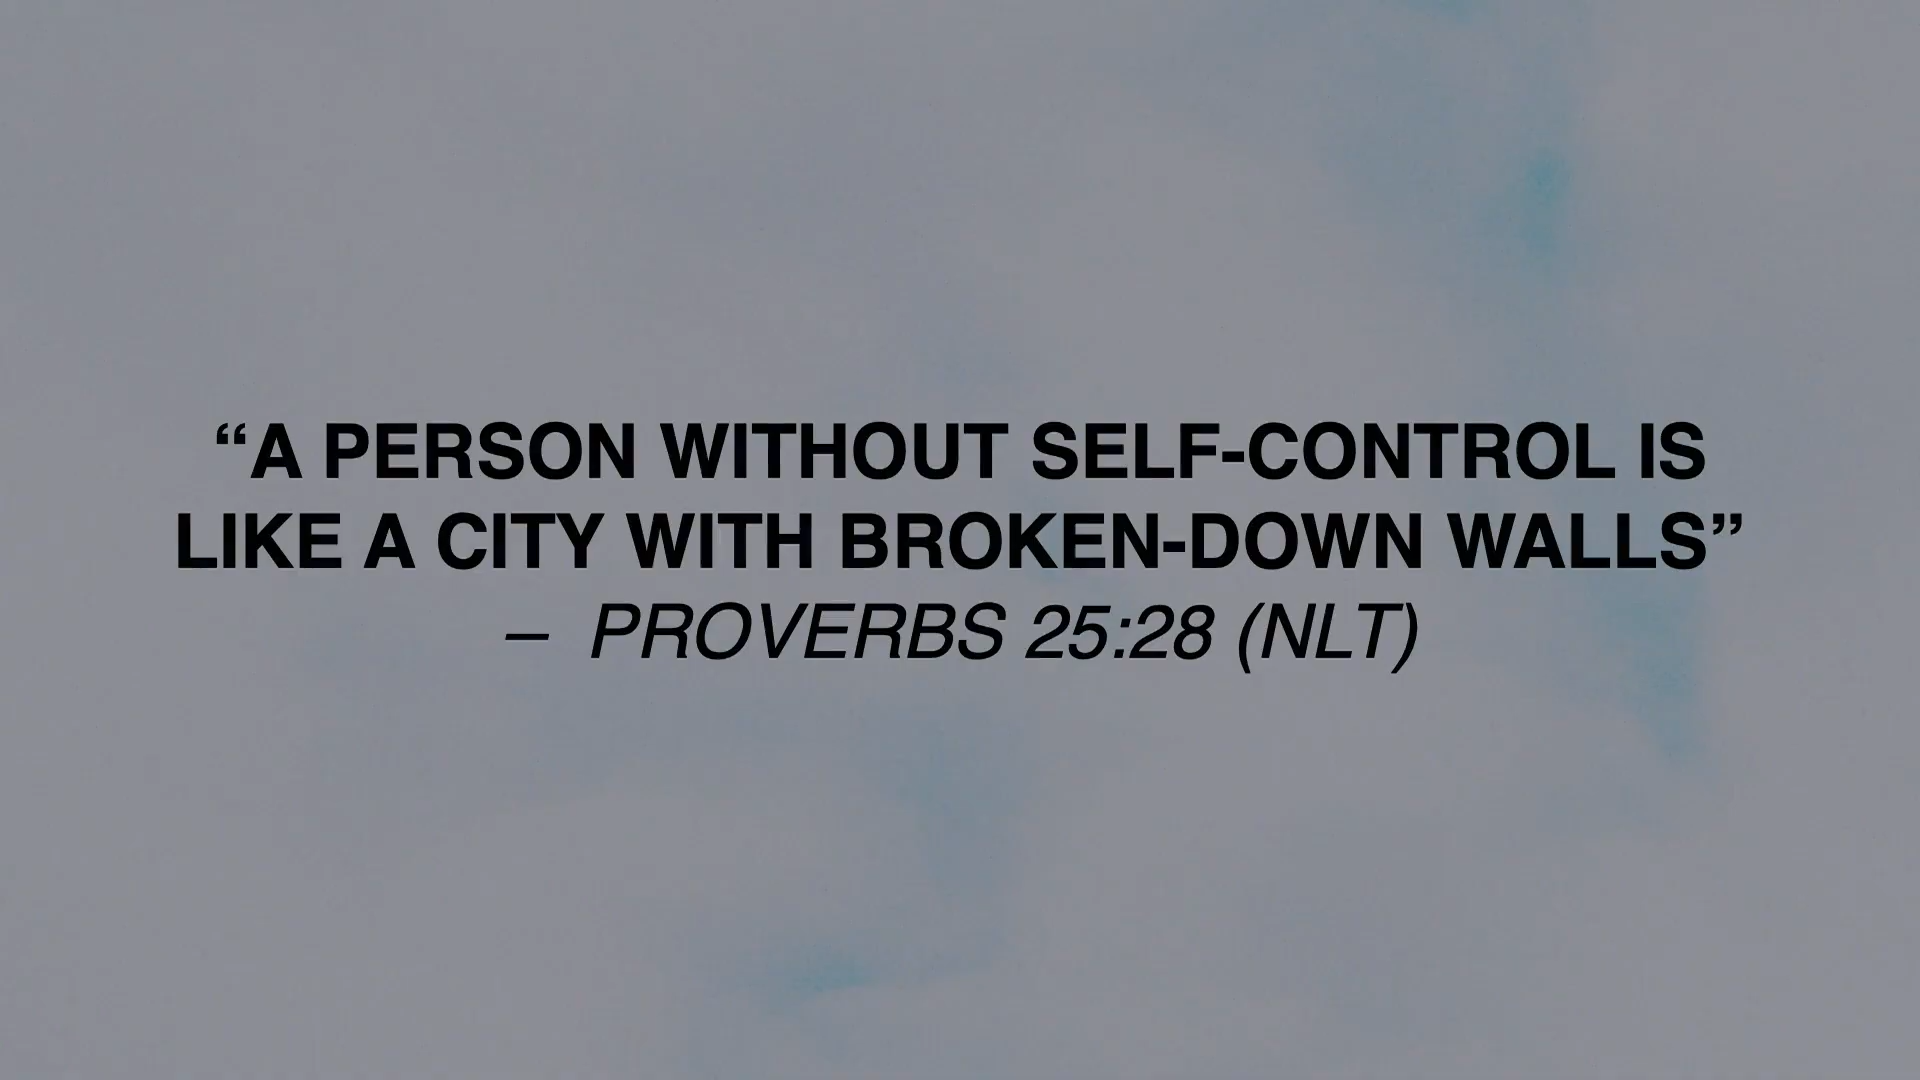 “A PERSON WITHOUT SELF-CONTROL IS
LIKE A CITY WITH BROKEN-DOWN WALLS”
– PROVERBS 25:28 (NLT)